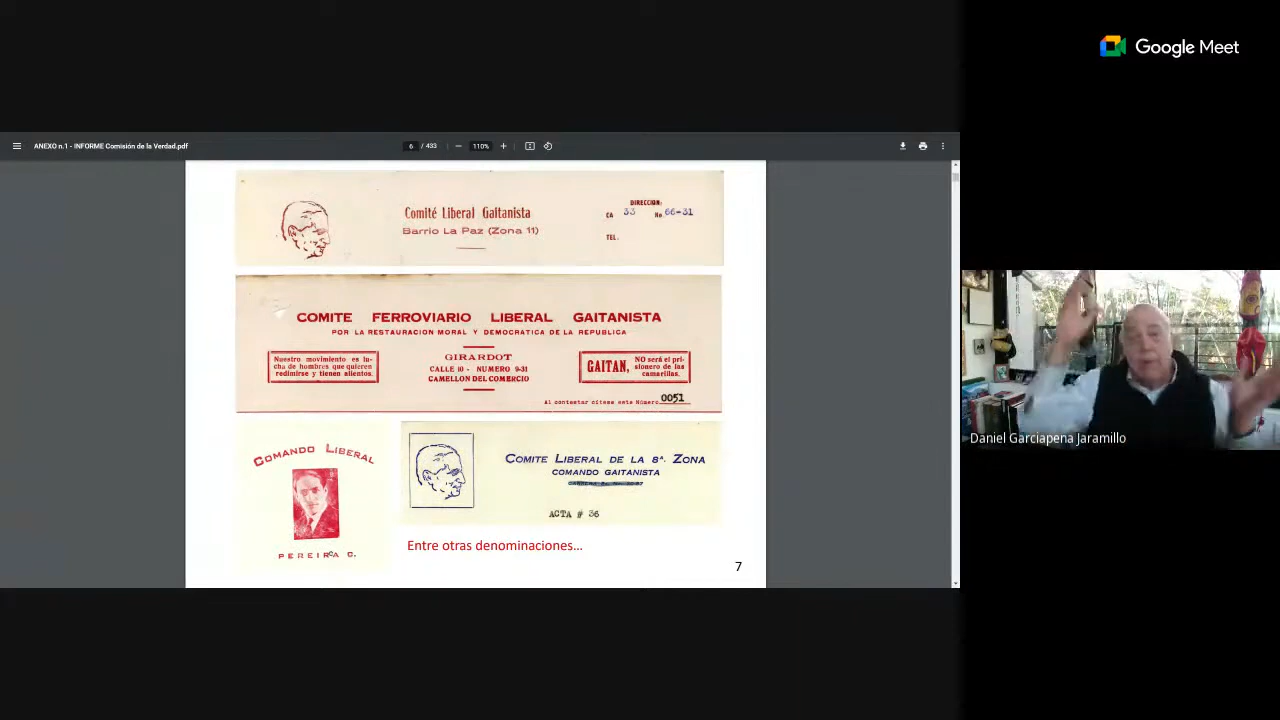 Google Meet
ANEXO n.1 - INFORME Comisión de la Verdad.pdf
6 / 433
110%
Comité Liberal Gaitanista
Barrio La Paz (Zona 11)
DIRECCION:
CA 33 No 66-31
TEL.
COMITE FERROVIARIO LIBERAL GAITANISTA
POR LA RESTAURACION MORAL Y DEMOCRATICA DE LA REPUBLICA
Nuestro movimiento es lu-
cha de hombres que quieren
redimirse y tienen alientos.
GIRARDOT
CALLE 10 - NUMERO 9-31
CAMELLON DEL COMERCIO
GAITAN, NO será el pri-
sionero de las
camarillas.
Al contestar cítese este Número 0051
COMANDO LIBERAL
PEREIRA C.
COMITE LIBERAL DE LA 8ª. ZONA
COMANDO GAITANISTA
ACTA # 36
Entre otras denominaciones...
7
Daniel Garciapena Jaramillo